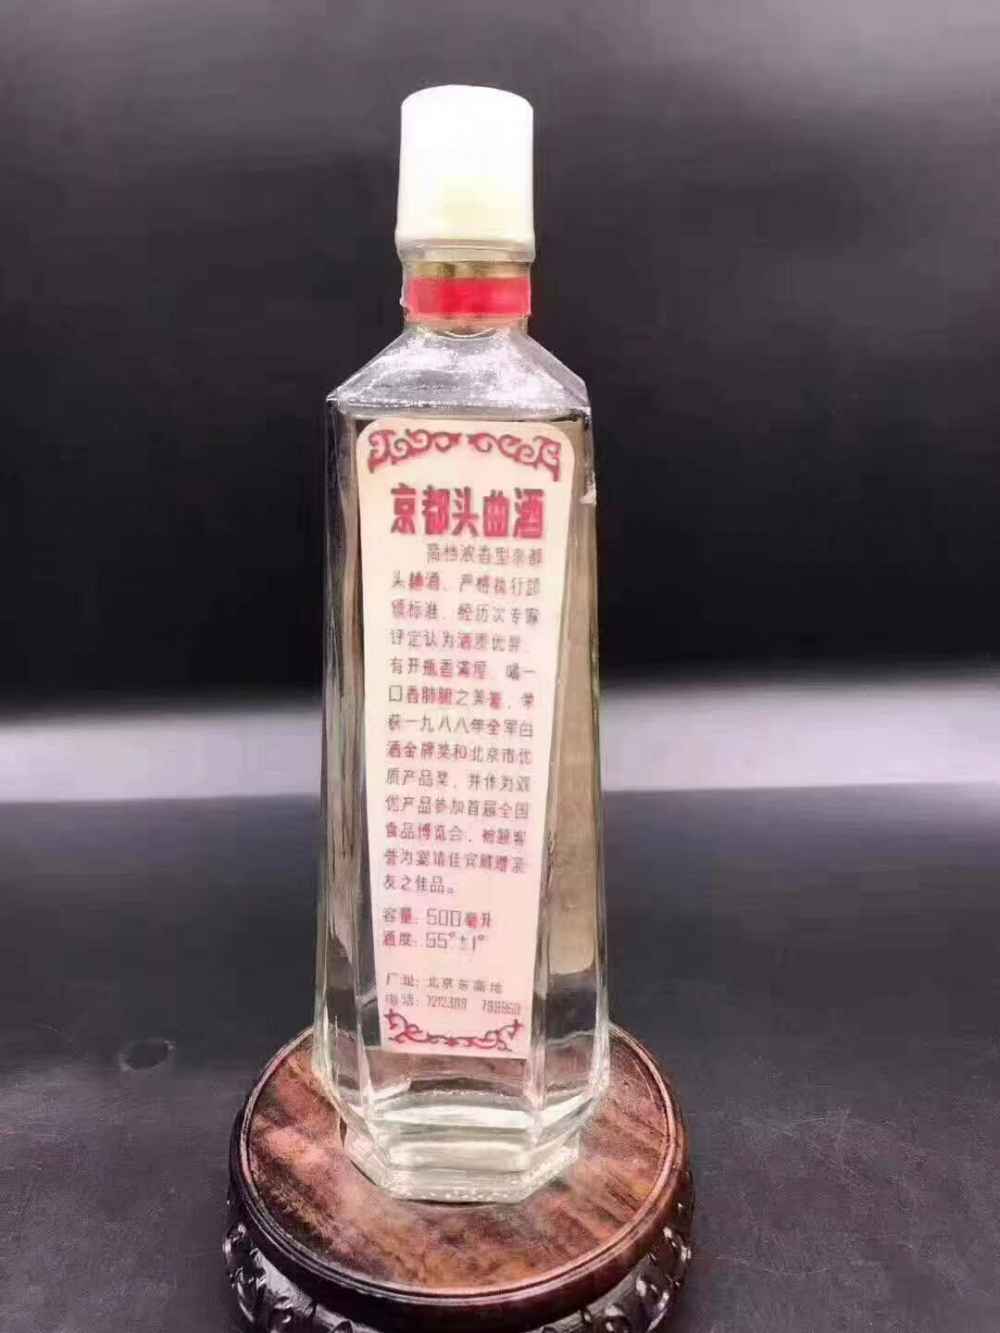 京都头曲酒
高档浓香型京都
头曲酒，严格执行部
颁标准，经历次专家
评定认为酒质优异，
有开瓶香满屋，喝一
口香肺腑之美誉，荣
获一九八八年全军白
酒金牌奖和北京市优
质产品奖，并作为双
优产品参加首届全国
食品博览会，被顾客
誉为宴请佳宾馈赠亲
友之佳品。
容量：500毫升
酒度：55°±1°
厂址：北京东高地
电话：